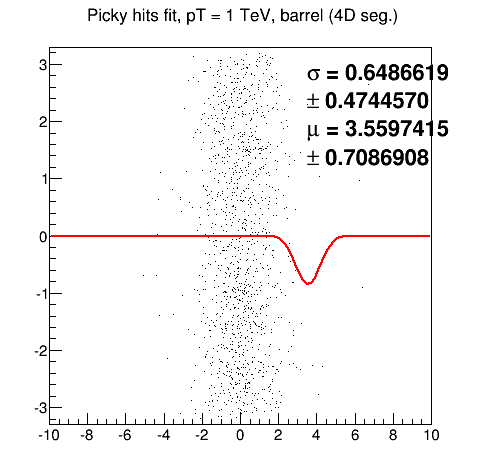 Picky hits fit, pT = 1 TeV, barrel (4D seg.)
σ = 0.6486619
± 0.4744570
μ = 3.5597415
± 0.7086908
3
2
1
0
-1
-2
-3
-10 -8 -6 -4 -2 0 2 4 6 8 10